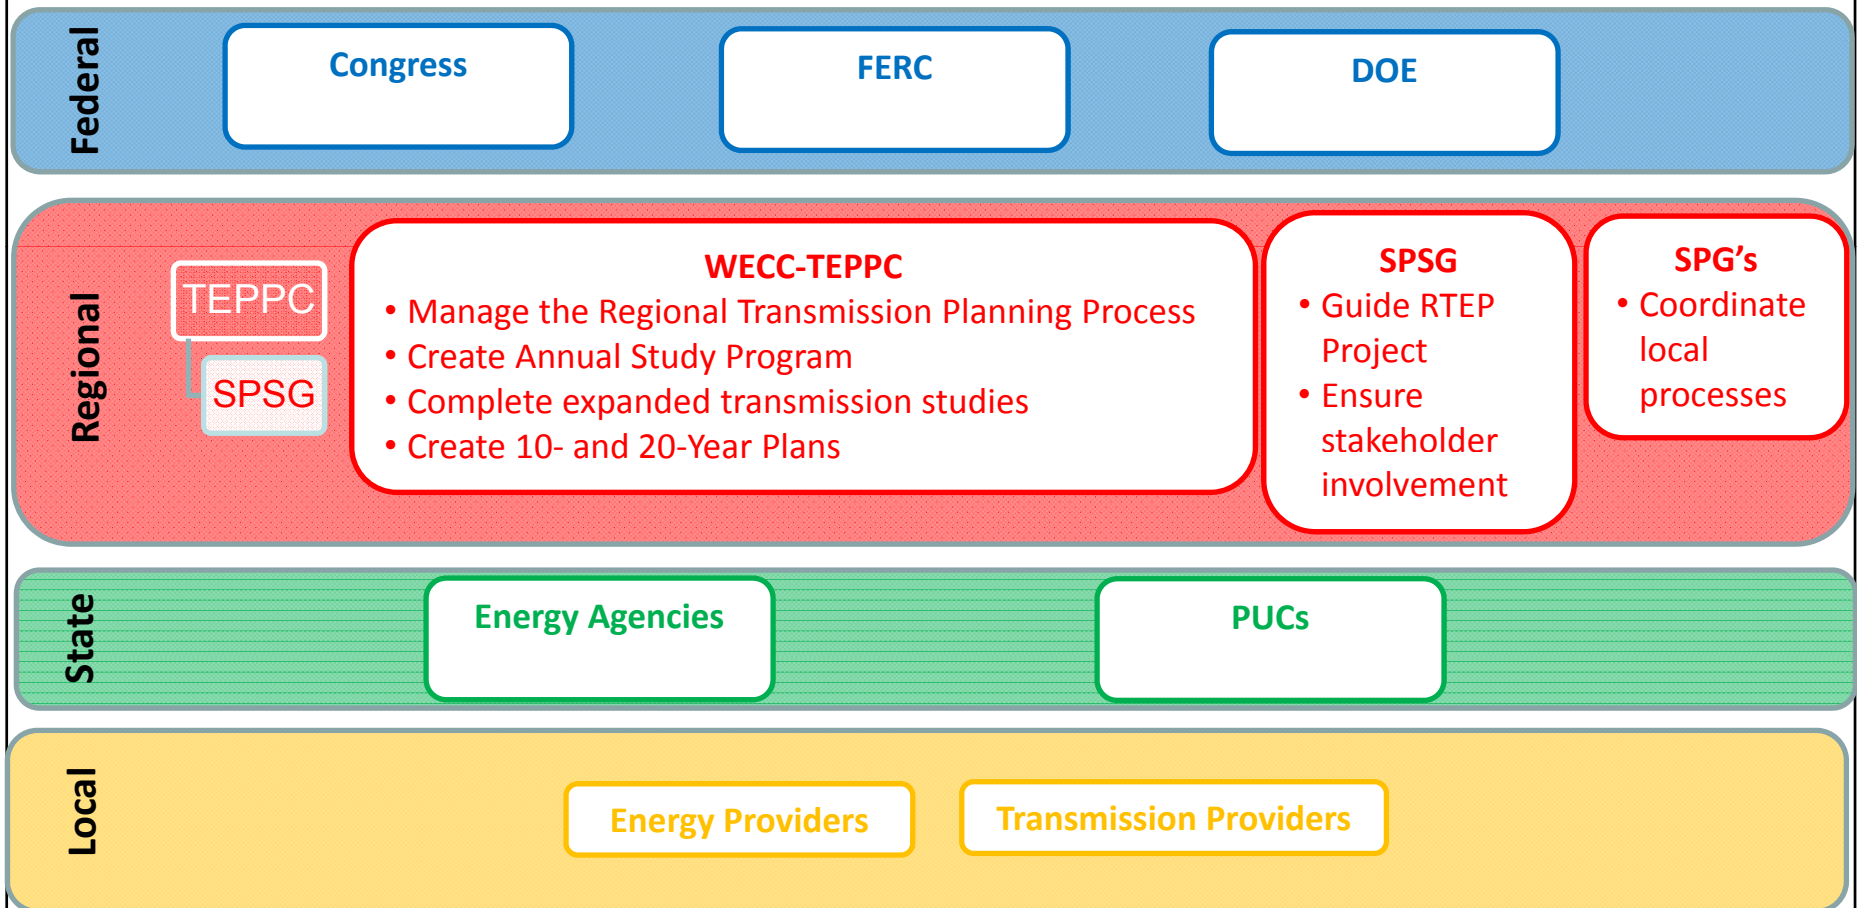 Federal
Congress
FERC
DOE
Regional
TEPPC
SPSG
WECC-TEPPC
• Manage the Regional Transmission Planning Process
• Create Annual Study Program
• Complete expanded transmission studies
• Create 10- and 20-Year Plans
SPSG
• Guide RTEP
Project
• Ensure
stakeholder
involvement
SPG’s
• Coordinate
local
processes
State
Energy Agencies
PUCs
Local
Energy Providers
Transmission Providers